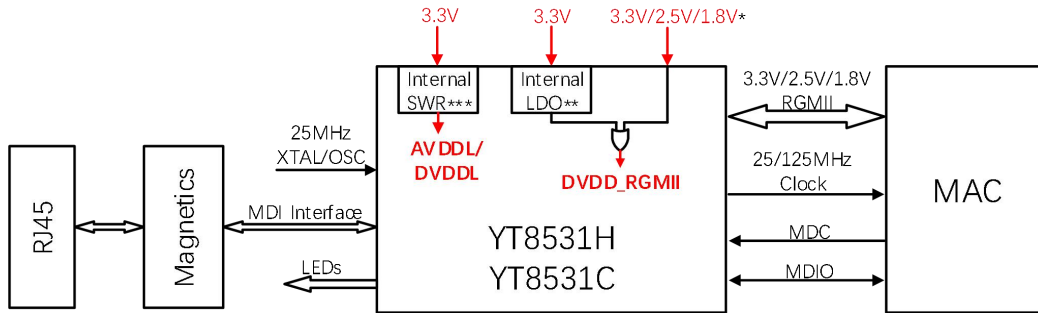 3.3V
3.3V
3.3V/2.5V/1.8V*
Internal
SWR***
Internal
LDO**
3.3V/2.5V/1.8V
RGMII
AVDDL/
DVDDL
25MHz
XTAL/OSC
DVDD_RGMII
25/125MHz
Clock
MAC
RJ45
Magnetics
MDI Interface
YT8531H
YT8531C
MDC
LEDs
MDIO